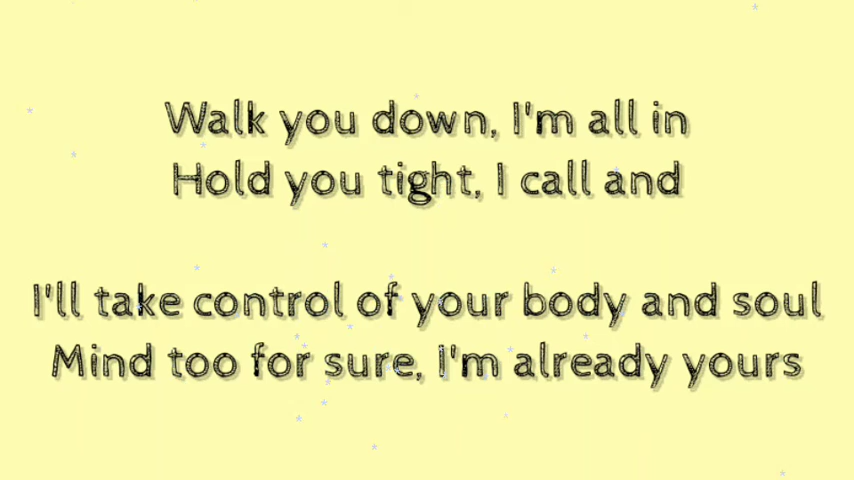 Walk you down, I'm all in
Hold you tight, I call and
I'll take control of your body and soul
Mind too for sure, I'm already yours